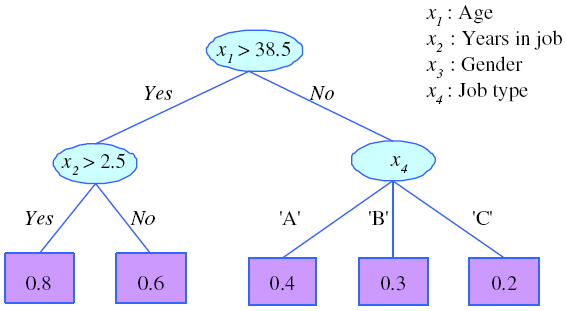 x1 : Age
x2 : Years in job
x3 : Gender
x4 : Job type
x1 > 38.5
Yes
No
x2 > 2.5
x4
Yes
No
'A'
'B'
'C'
0.8
0.6
0.4
0.3
0.2